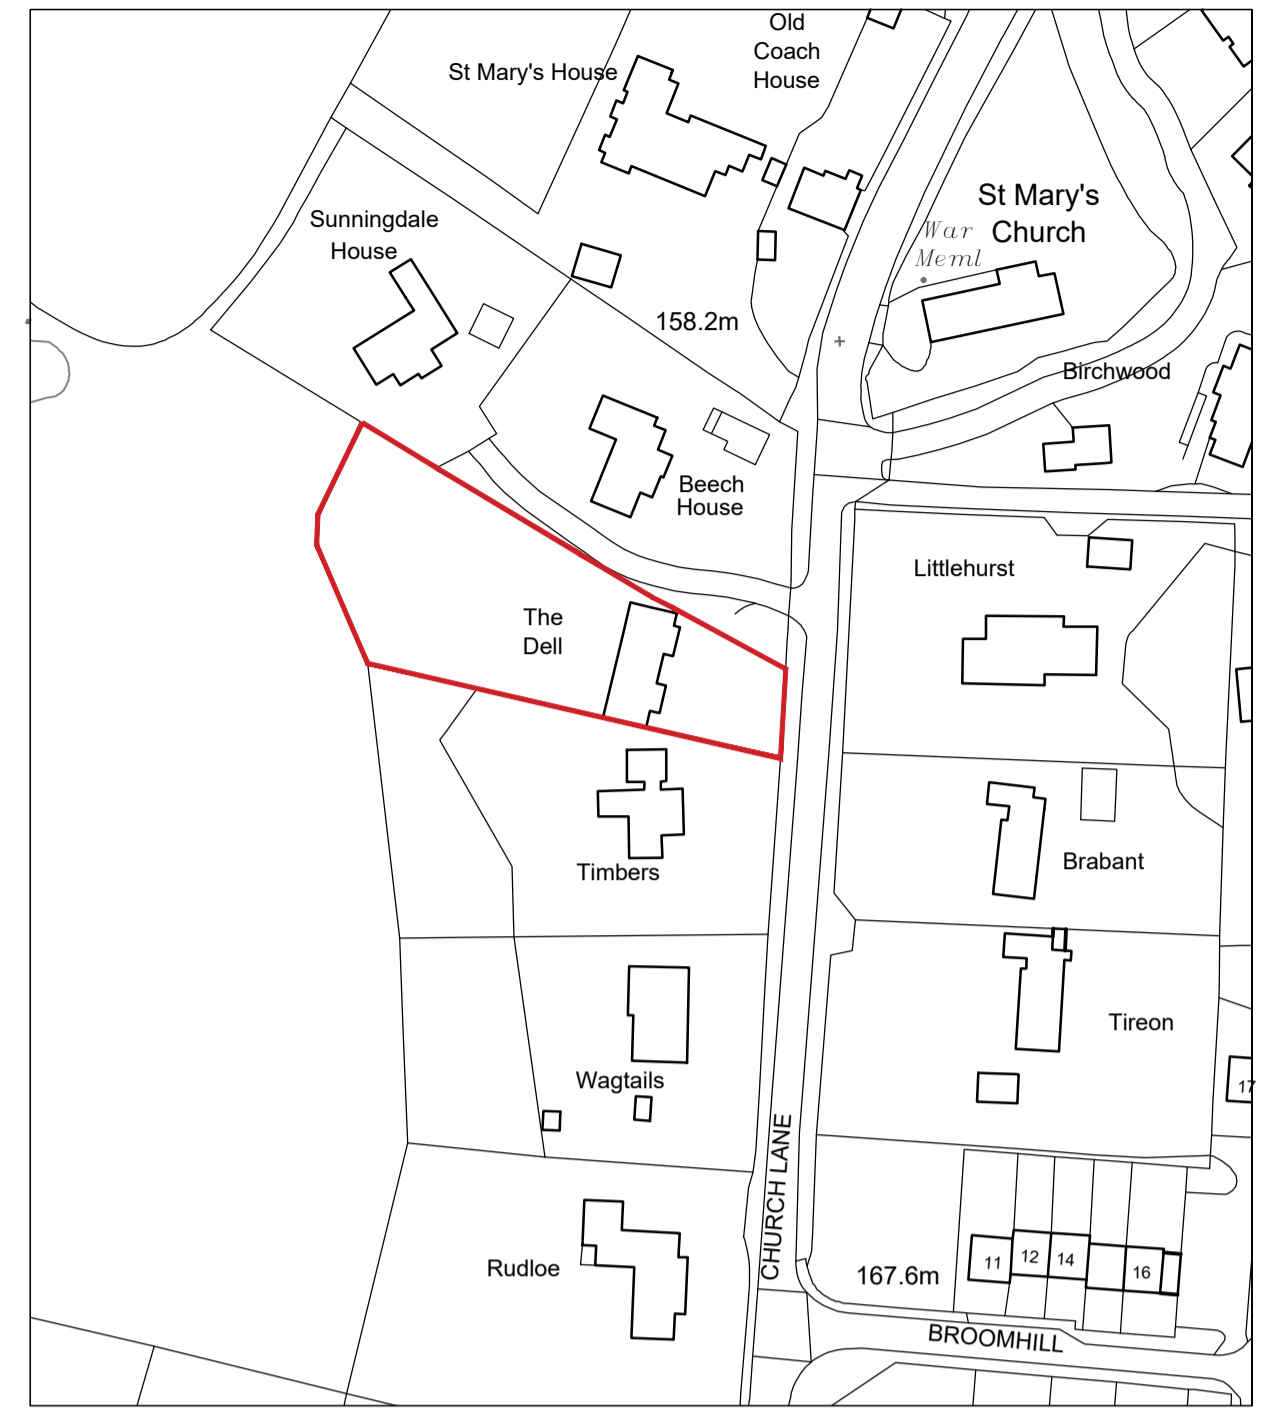 Old
Coach
House
St Mary's House
St Mary's
Church
War
Meml
Sunningdale
House
158.2m
Birchwood
Beech
House
Littlehurst
The
Dell
Timbers
Brabant
Tireon
Wagtails
17
CHURCH LANE
Rudloe
167.6m
11
12
14
16
BROOMHILL